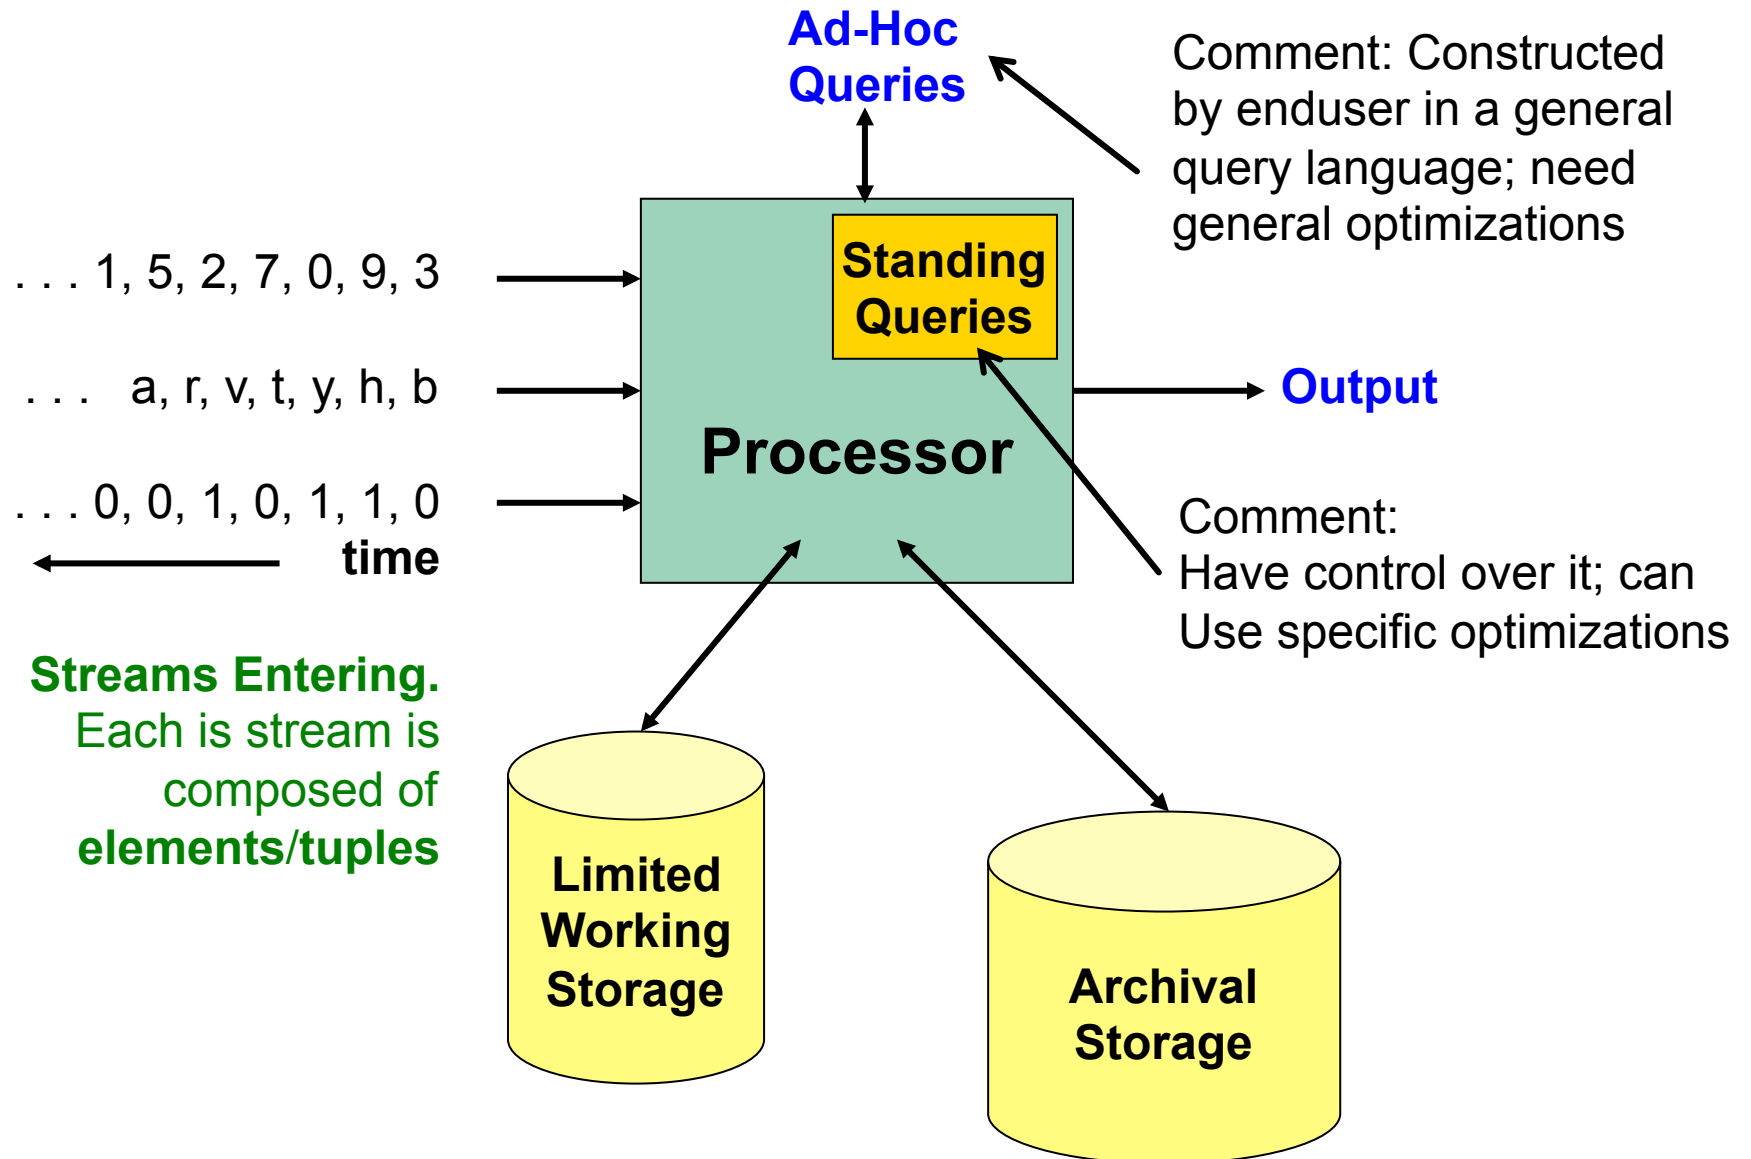 Ad-Hoc
Queries
Comment: Constructed
by enduser in a general
query language; need
general optimizations
Standing
Queries
. . . 1, 5, 2, 7, 0, 9, 3
. . . a, r, v, t, y, h, b
. . . 0, 0, 1, 0, 1, 1, 0
time
Processor
Output
Comment:
Have control over it; can
Use specific optimizations
Streams Entering.
Each is stream is
composed of
elements/tuples
Limited
Working
Storage
Archival
Storage